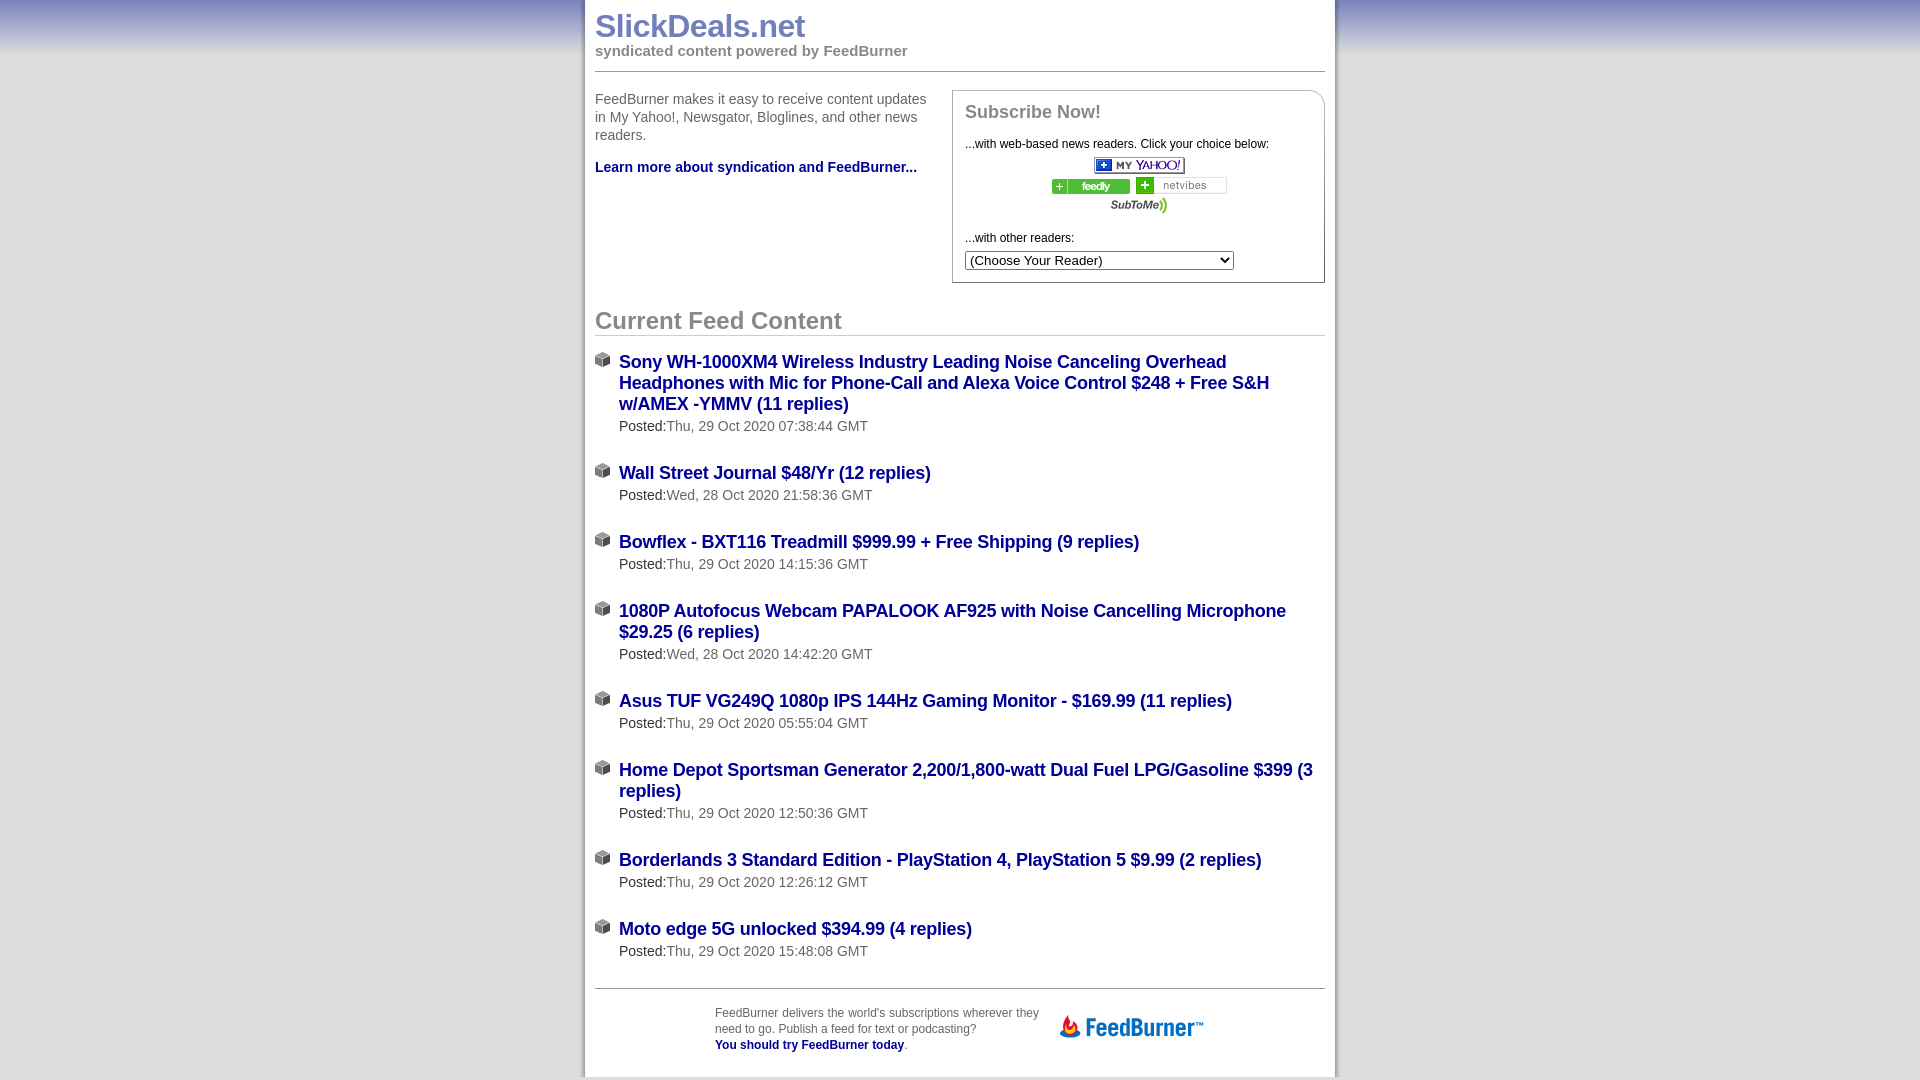 SlickDeals.net
syndicated content powered by FeedBurner
FeedBurner makes it easy to receive content updates
in My Yahoo!, Newsgator, Bloglines, and other news
readers.
Learn more about syndication and FeedBurner...
Subscribe Now!
...with web-based news readers. Click your choice below:
MY YAHOO!
feedly
netvibes
SubToMe
...with other readers:
(Choose Your Reader)
Current Feed Content
Sony WH-1000XM4 Wireless Industry Leading Noise Canceling Overhead
Headphones with Mic for Phone-Call and Alexa Voice Control $248 + Free S&H
w/AMEX -YMMV (11 replies)
Posted:Thu, 29 Oct 2020 07:38:44 GMT
Wall Street Journal $48/Yr (12 replies)
Posted:Wed, 28 Oct 2020 21:58:36 GMT
Bowflex - BXT116 Treadmill $999.99 + Free Shipping (9 replies)
Posted:Thu, 29 Oct 2020 14:15:36 GMT
1080P Autofocus Webcam PAPALOOK AF925 with Noise Cancelling Microphone
$29.25 (6 replies)
Posted:Wed, 28 Oct 2020 14:42:20 GMT
Asus TUF VG249Q 1080p IPS 144Hz Gaming Monitor - $169.99 (11 replies)
Posted:Thu, 29 Oct 2020 05:55:04 GMT
Home Depot Sportsman Generator 2,200/1,800-watt Dual Fuel LPG/Gasoline $399 (3
replies)
Posted:Thu, 29 Oct 2020 12:50:36 GMT
Borderlands 3 Standard Edition - PlayStation 4, PlayStation 5 $9.99 (2 replies)
Posted:Thu, 29 Oct 2020 12:26:12 GMT
Moto edge 5G unlocked $394.99 (4 replies)
Posted:Thu, 29 Oct 2020 15:48:08 GMT
FeedBurner delivers the world's subscriptions wherever they
need to go. Publish a feed for text or podcasting?
You should try FeedBurner today.
FeedBurner™